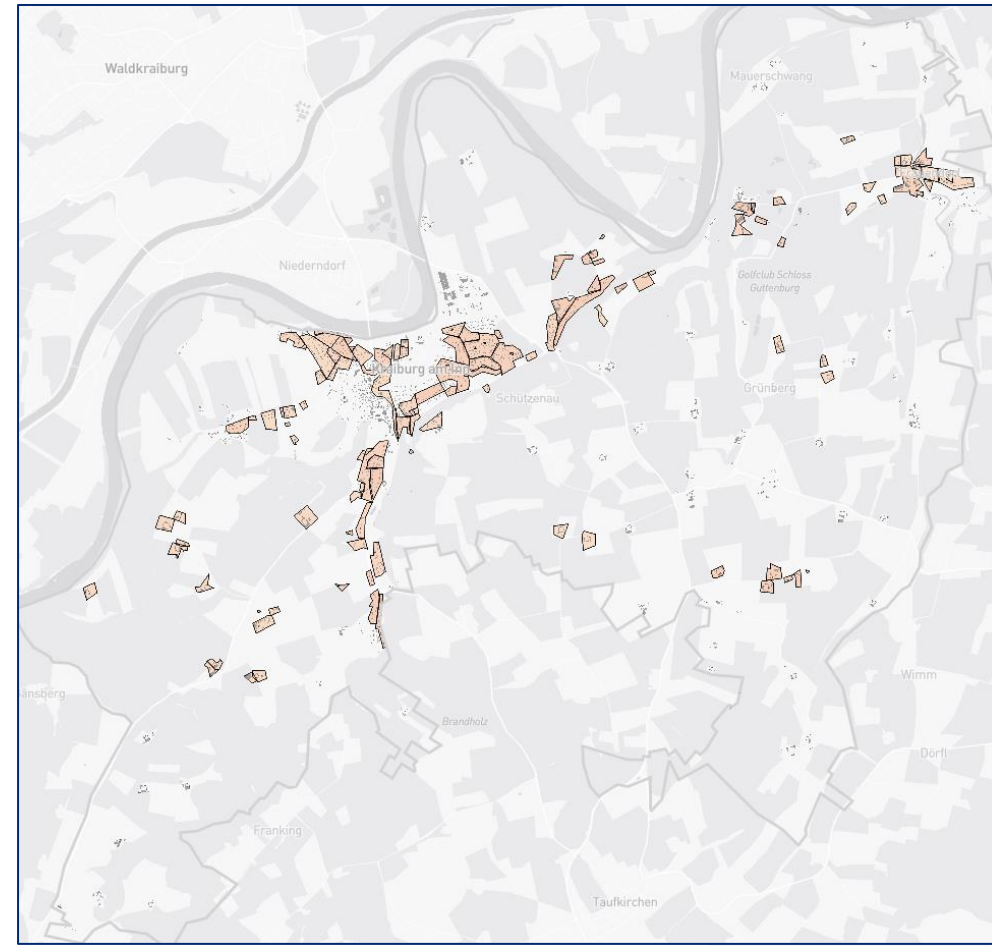 Waldkraiburg
Mauerschwang
Niederndorf
Golfclub Schloss
Guttenburg
Kraiburg am Inn
Grünberg
Schützenau
Wimm
Brandholz
Dörfl
Franking
Taufkirchen